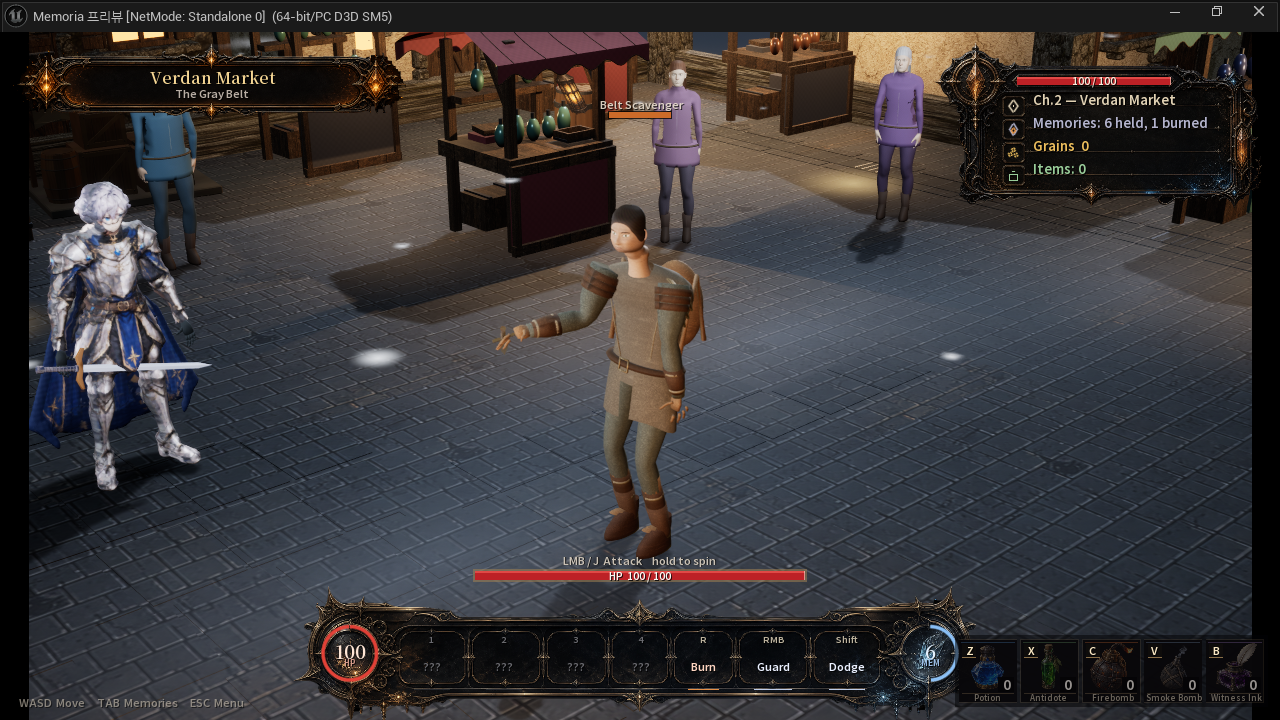 Memoria 프리뷰 [NetMode: Standalone 0] (64-bit/PC D3D SM5)
Verdan Market
The Gray Belt
Belt Scavenger
100 / 100
Ch.2 — Verdan Market
Memories: 6 held, 1 burned
Grains 0
Items: 0
LMB / J Attack hold to spin
HP 100 / 100
100
HP
1
???
2
???
3
???
4
???
R
Burn
RMB
Guard
Shift
Dodge
6
MEM
Z
0
Potion
X
0
Antidote
C
0
Firebomb
V
0
Smoke Bomb
B
0
Witness Ink
WASD Move TAB Memories ESC Menu